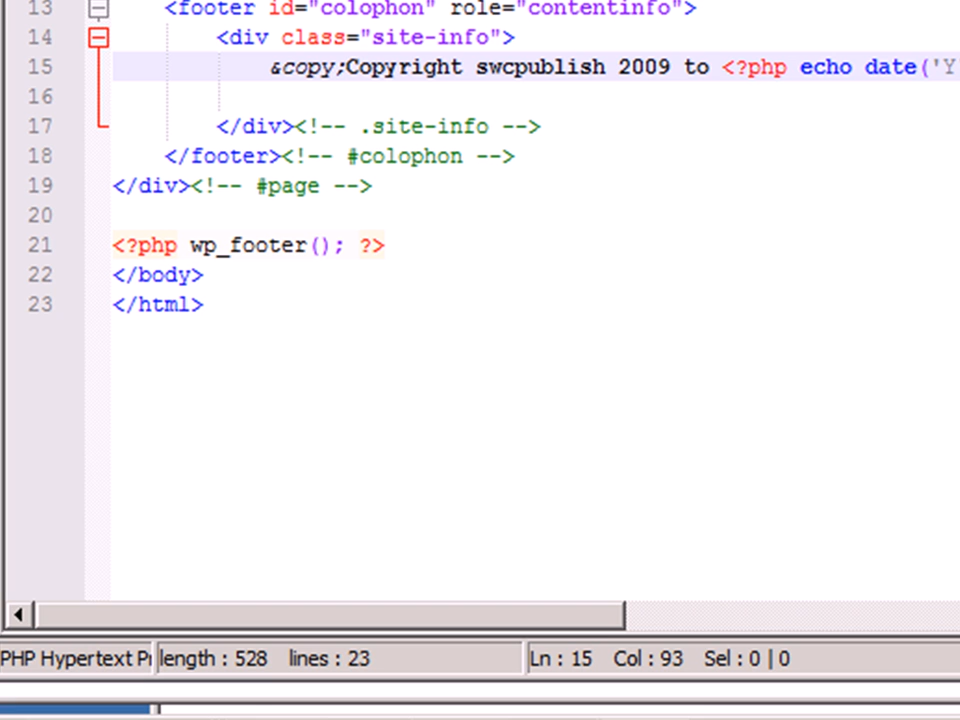 13 <footer id="colophon" role="contentinfo">
14 <div class="site-info">
15 &copy;Copyright swcpublish 2009 to <?php echo date('Y'
16
17 </div><!-- .site-info -->
18 </footer><!-- #colophon -->
19 </div><!-- #page -->
20
21 <?php wp_footer(); ?>
22 </body>
23 </html>
PHP Hypertext Pr length : 528 lines : 23 Ln : 15 Col : 93 Sel : 0 | 0